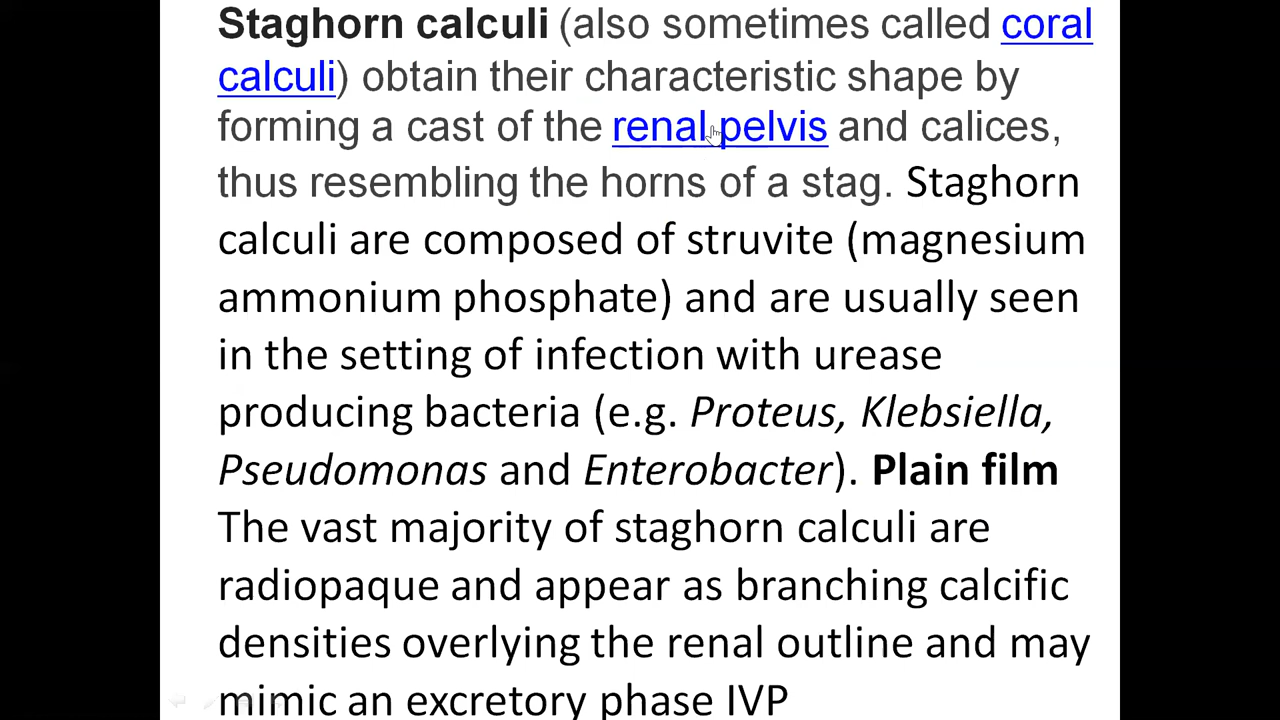 Staghorn calculi (also sometimes called coral
calculi) obtain their characteristic shape by
forming a cast of the renal pelvis and calices,
thus resembling the horns of a stag. Staghorn
calculi are composed of struvite (magnesium
ammonium phosphate) and are usually seen
in the setting of infection with urease
producing bacteria (e.g. Proteus, Klebsiella,
Pseudomonas and Enterobacter). Plain film
The vast majority of staghorn calculi are
radiopaque and appear as branching calcific
densities overlying the renal outline and may
mimic an excretory phase IVP